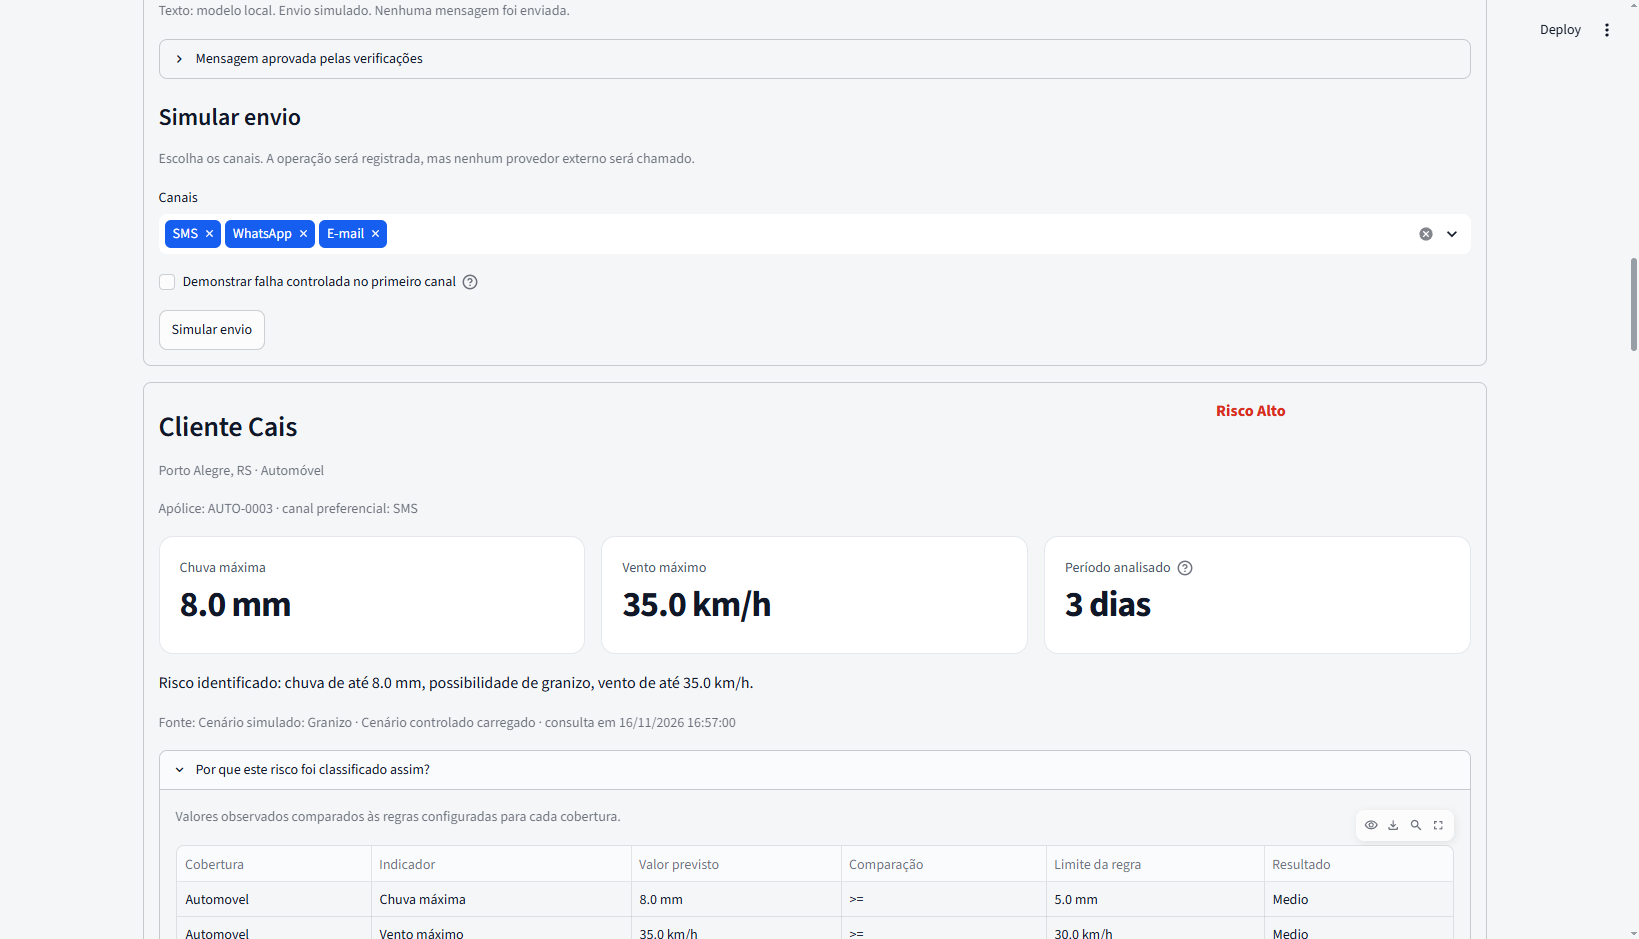 Texto: modelo local. Envio simulado. Nenhuma mensagem foi enviada.
Deploy
Mensagem aprovada pelas verificações
Simular envio
Escolha os canais. A operação será registrada, mas nenhum provedor externo será chamado.
Canais
SMS × WhatsApp × E-mail ×
Demonstrar falha controlada no primeiro canal
Simular envio
Cliente Cais
Risco Alto
Porto Alegre, RS · Automóvel
Apólice: AUTO-0003 · canal preferencial: SMS
Chuva máxima
8.0 mm
Vento máximo
35.0 km/h
Período analisado
3 dias
Risco identificado: chuva de até 8.0 mm, possibilidade de granizo, vento de até 35.0 km/h.
Fonte: Cenário simulado: Granizo · Cenário controlado carregado · consulta em 16/11/2026 16:57:00
Por que este risco foi classificado assim?
Valores observados comparados às regras configuradas para cada cobertura.
Cobertura Indicador Valor previsto Comparação Limite da regra Resultado
Automovel Chuva máxima 8.0 mm >= 5.0 mm Medio
Automovel Vento máximo 35.0 km/h >= 30.0 km/h Medio